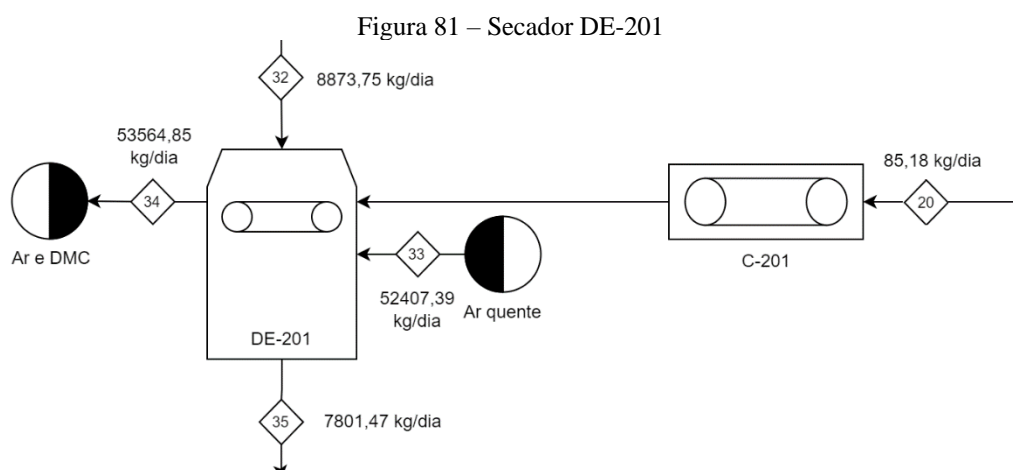 Figura 81 – Secador DE-201
32
8873,75 kg/dia
53564,85
kg/dia
85,18 kg/dia
34
20
Ar e DMC
33
C-201
52407,39
kg/dia
Ar quente
DE-201
35
7801,47 kg/dia